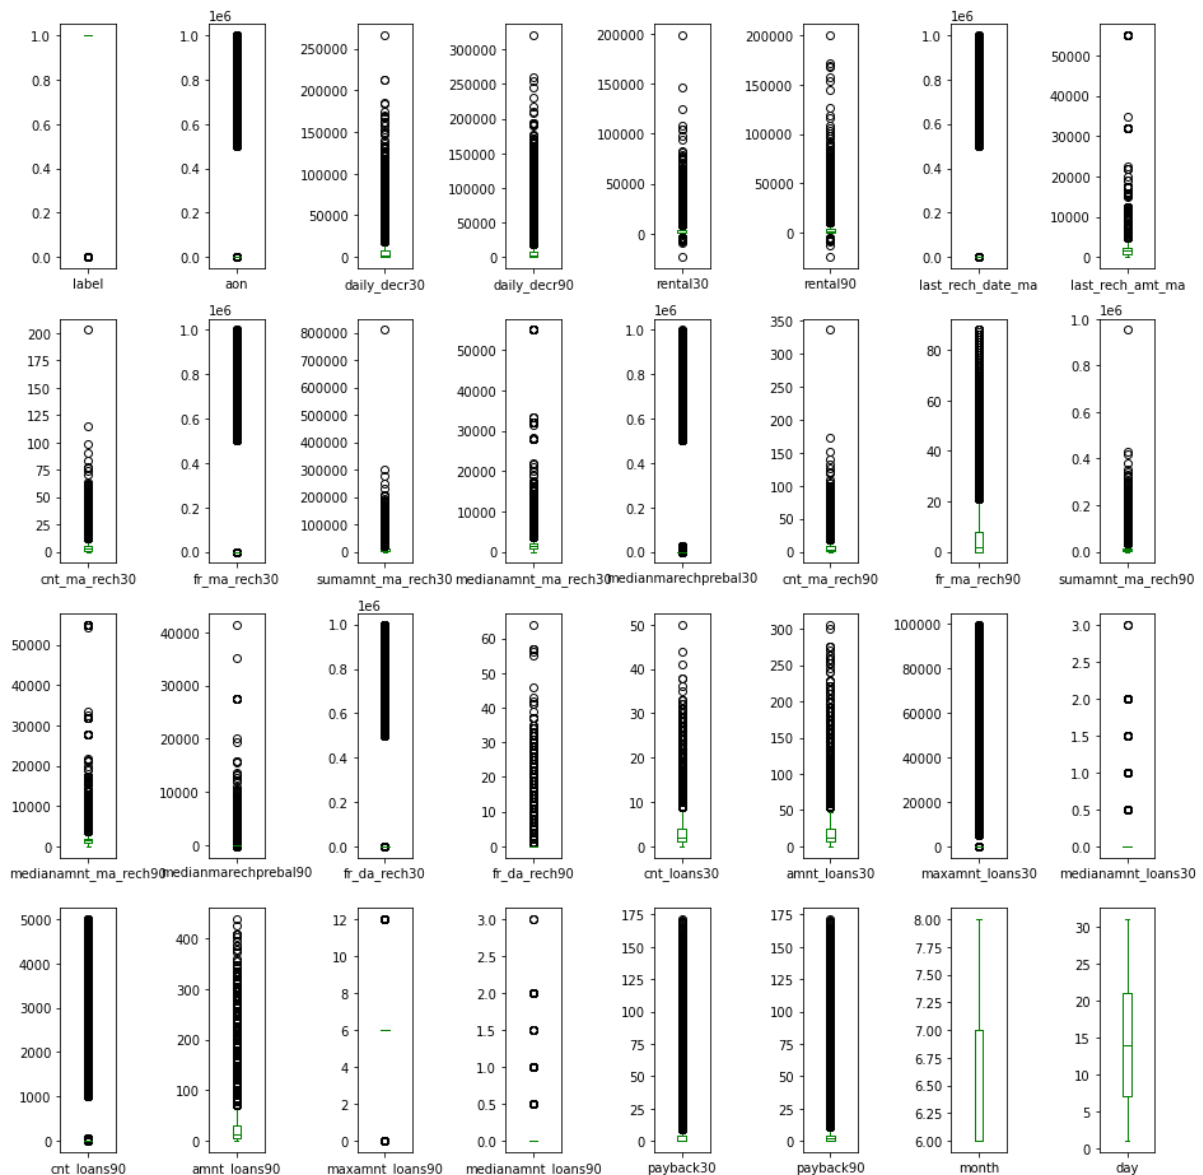 1.0 0.8 0.6 0.4 0.2 0.0
label
1e6
1.0 0.8 0.6 0.4 0.2 0.0
aon
250000 200000 150000 100000 50000 0
daily_decr30
300000 250000 200000 150000 100000 50000 0
daily_decr90
200000 150000 100000 50000 0
rental30
200000 150000 100000 50000 0
rental90
1e6
1.0 0.8 0.6 0.4 0.2 0.0
last_rech_date_ma
50000 40000 30000 20000 10000 0
last_rech_amt_ma
200 175 150 125 100 75 50 25 0
cnt_ma_rech30
1e6
1.0 0.8 0.6 0.4 0.2 0.0
fr_ma_rech30
800000 700000 600000 500000 400000 300000 200000 100000 0
sumamnt_ma_rech30
50000 40000 30000 20000 10000 0
medianamnt_ma_rech30
1e6
1.0 0.8 0.6 0.4 0.2 0.0
medianmarechprebal30
350 300 250 200 150 100 50 0
cnt_ma_rech90
80 60 40 20 0
fr_ma_rech90
1e6
1.0 0.8 0.6 0.4 0.2 0.0
sumamnt_ma_rech90
50000 40000 30000 20000 10000 0
medianamnt_ma_rech90
40000 30000 20000 10000 0
medianmarechprebal90
1e6
1.0 0.8 0.6 0.4 0.2 0.0
fr_da_rech30
60 50 40 30 20 10 0
fr_da_rech90
50 40 30 20 10 0
cnt_loans30
300 250 200 150 100 50 0
amnt_loans30
100000 80000 60000 40000 20000 0
maxamnt_loans30
3.0 2.5 2.0 1.5 1.0 0.5 0.0
medianamnt_loans30
5000 4000 3000 2000 1000 0
cnt_loans90
400 300 200 100 0
amnt_loans90
12 10 8 6 4 2 0
maxamnt_loans90
3.0 2.5 2.0 1.5 1.0 0.5 0.0
medianamnt_loans90
175 150 125 100 75 50 25 0
payback30
175 150 125 100 75 50 25 0
payback90
8.00 7.75 7.50 7.25 7.00 6.75 6.50 6.25 6.00
month
30 25 20 15 10 5 0
day